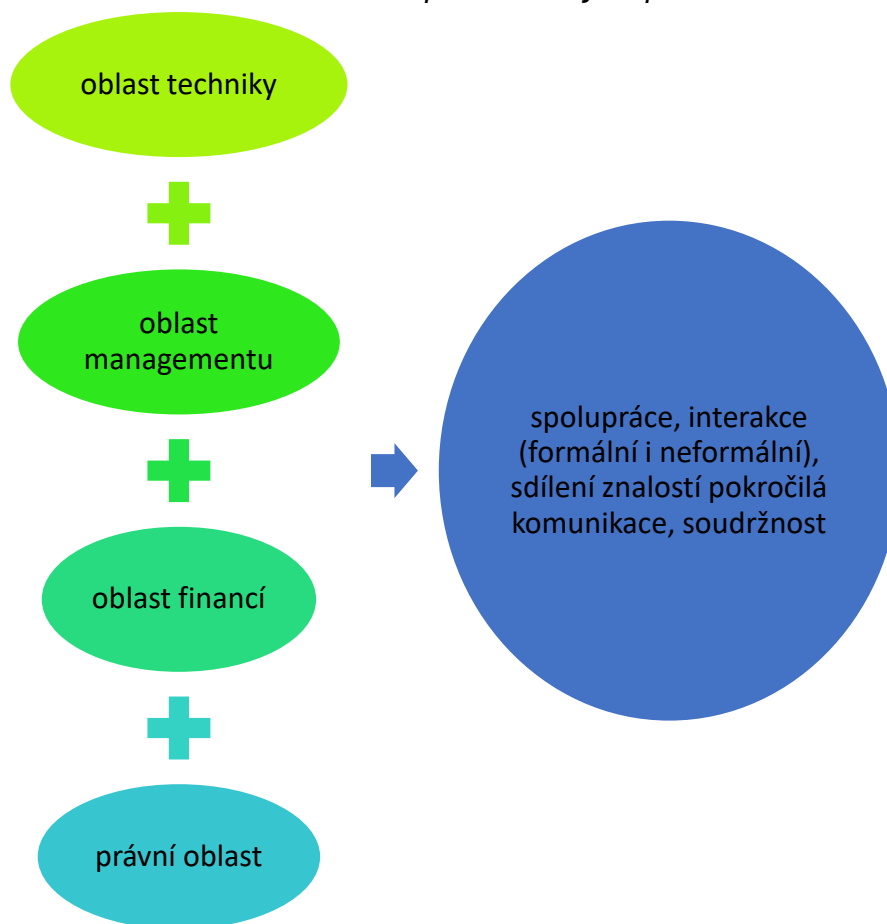 oblast techniky
oblast
managementu
oblast financí
právní oblast
spolupráce, interakce
(formální i neformální),
sdílení znalostí pokročilá
komunikace, soudržnost